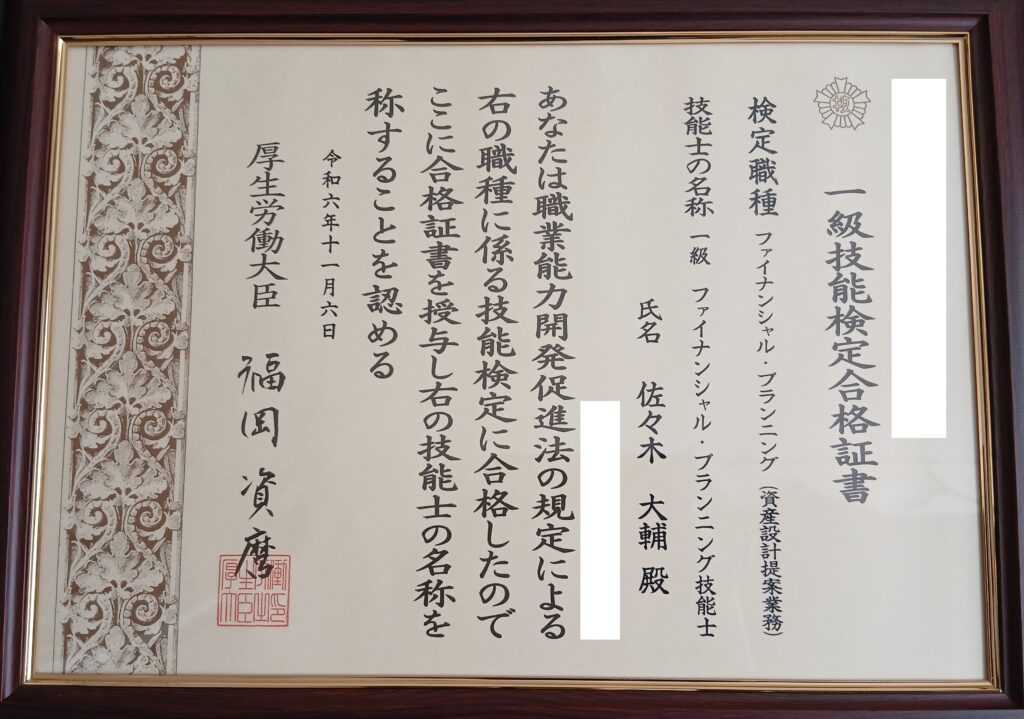 一級技能検定合格証書
検定職種 ファイナンシャル・プランニング（資産設計提案業務）
技能士の名称 一級 ファイナンシャル・プランニング技能士
氏名 佐々木 大輔 殿
あなたは職業能力開発促進法の規定による
右の職種に係る技能検定に合格したので
ここに合格証書を授与し右の技能士の名称を
称することを認める
令和六年十一月六日
厚生労働大臣 福岡 資麿